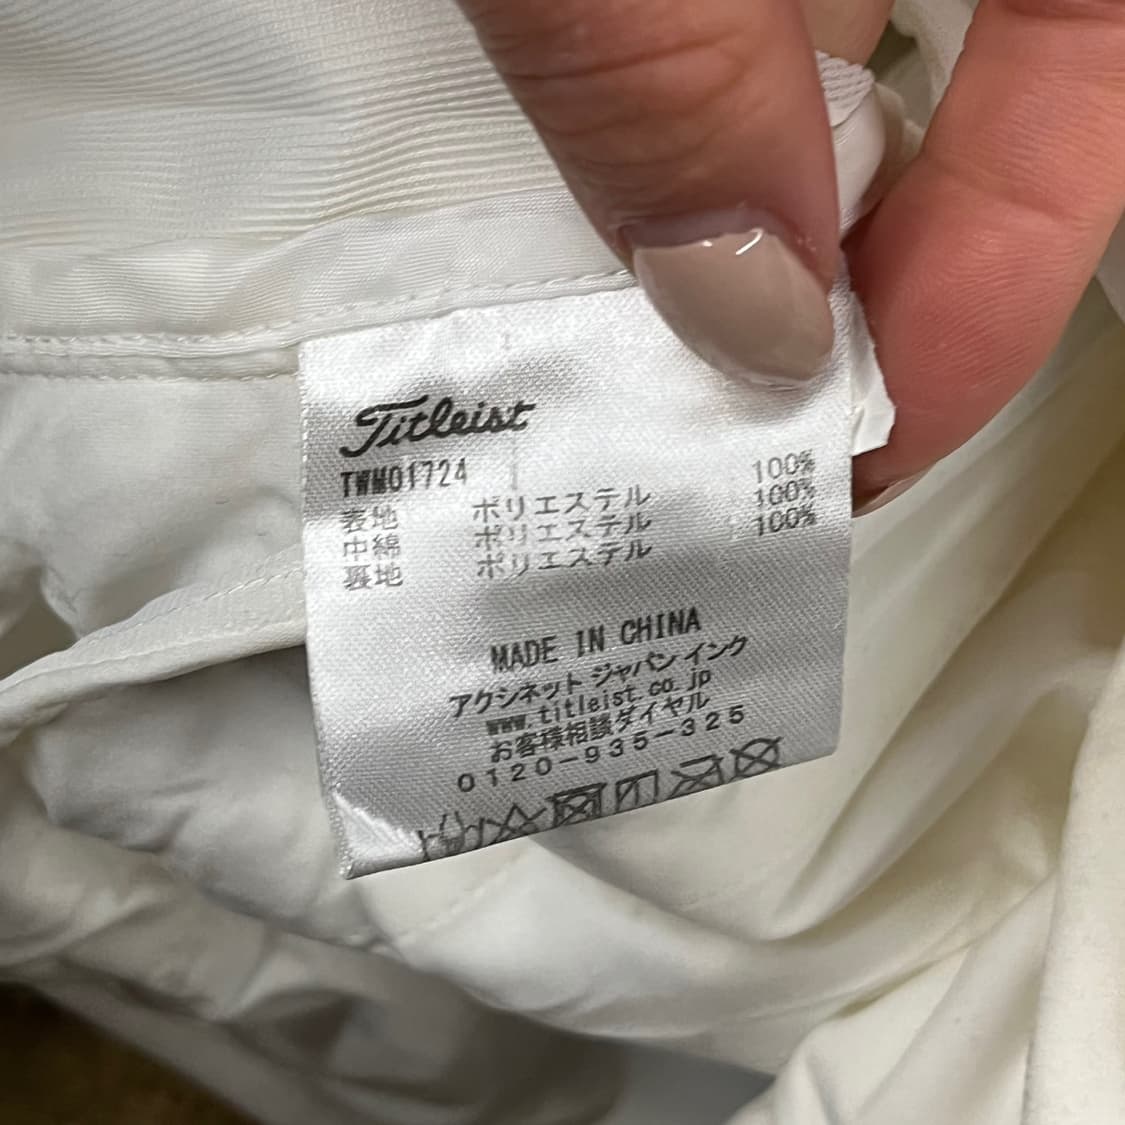 Titleist
TWM01724
表地 ポリエステル 100%
中綿 ポリエステル 100%
裏地 ポリエステル 100%
MADE IN CHINA
アクシネット ジャパン インク
www.titleist.co.jp
お客様相談ダイヤル
0120-935-325